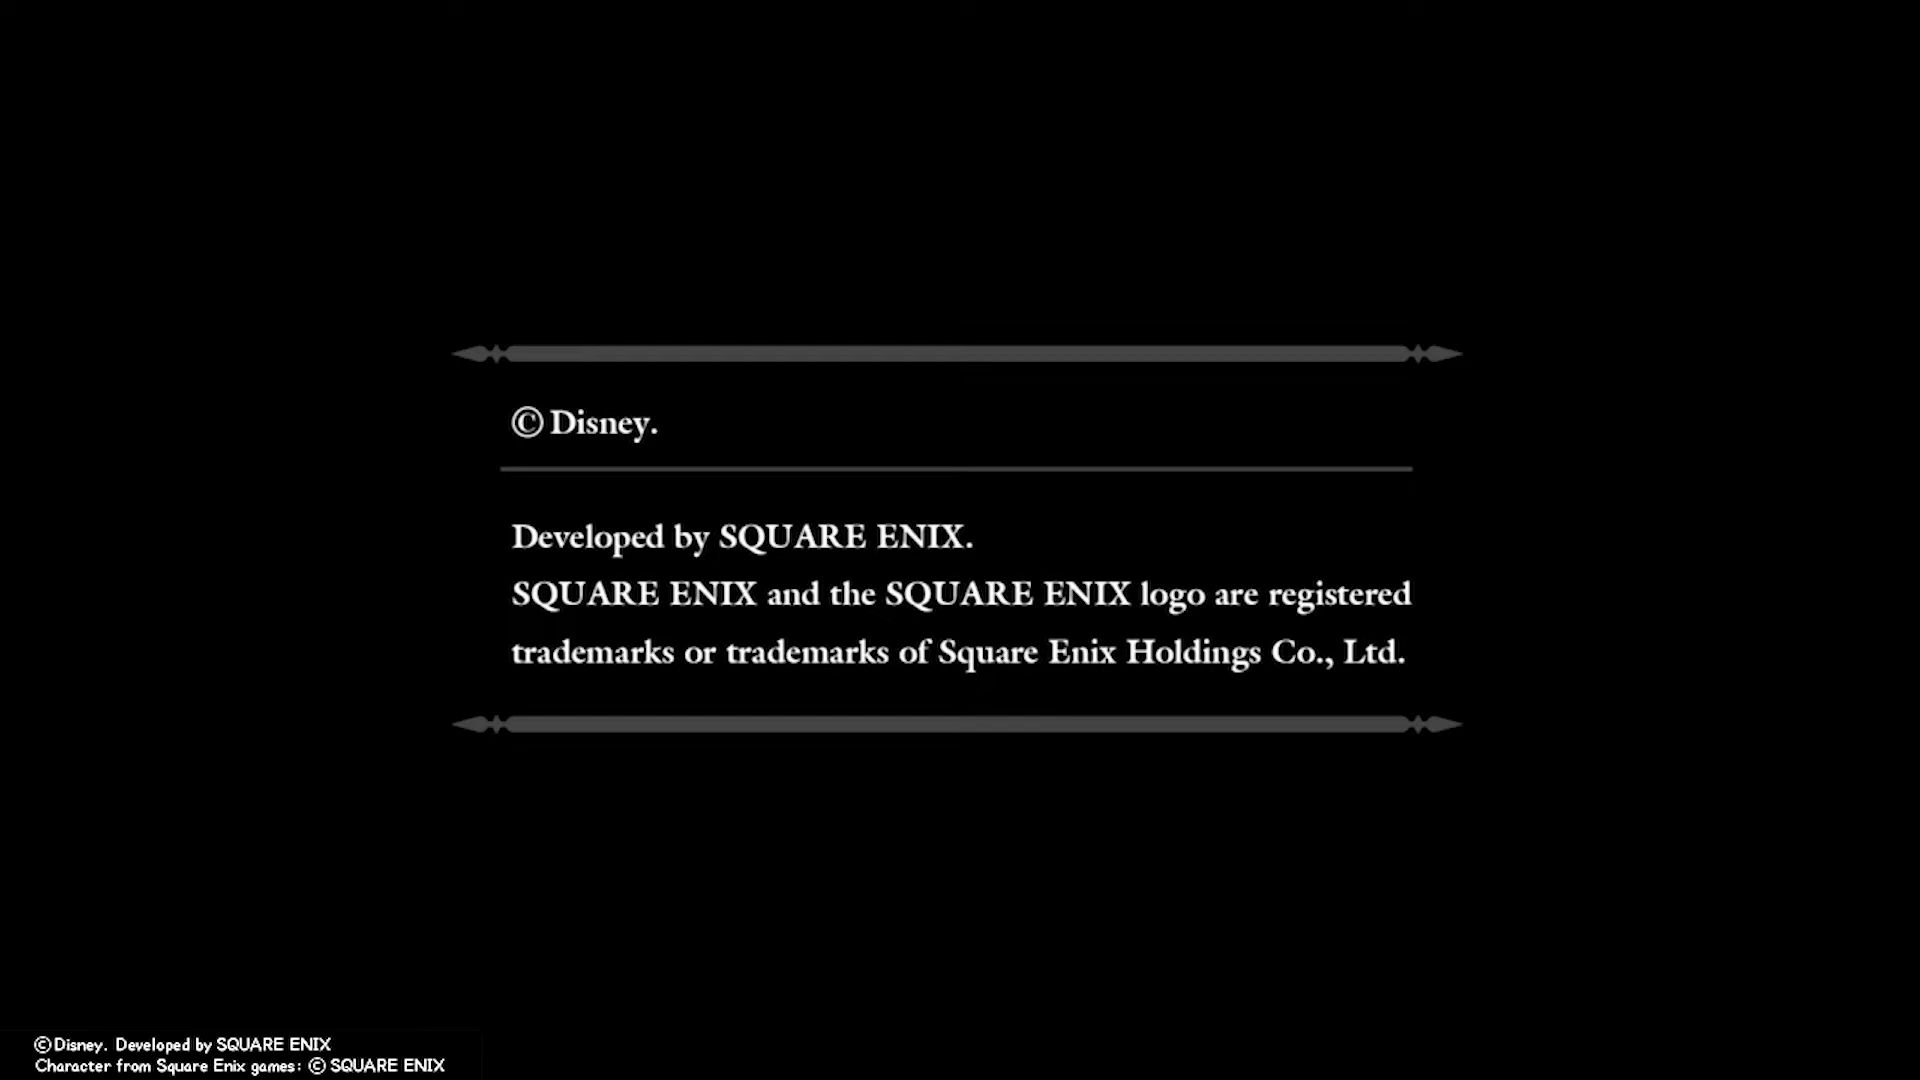 © Disney.
Developed by SQUARE ENIX.
SQUARE ENIX and the SQUARE ENIX logo are registered
trademarks or trademarks of Square Enix Holdings Co., Ltd.
©Disney. Developed by SQUARE ENIX
Character from Square Enix games: © SQUARE ENIX